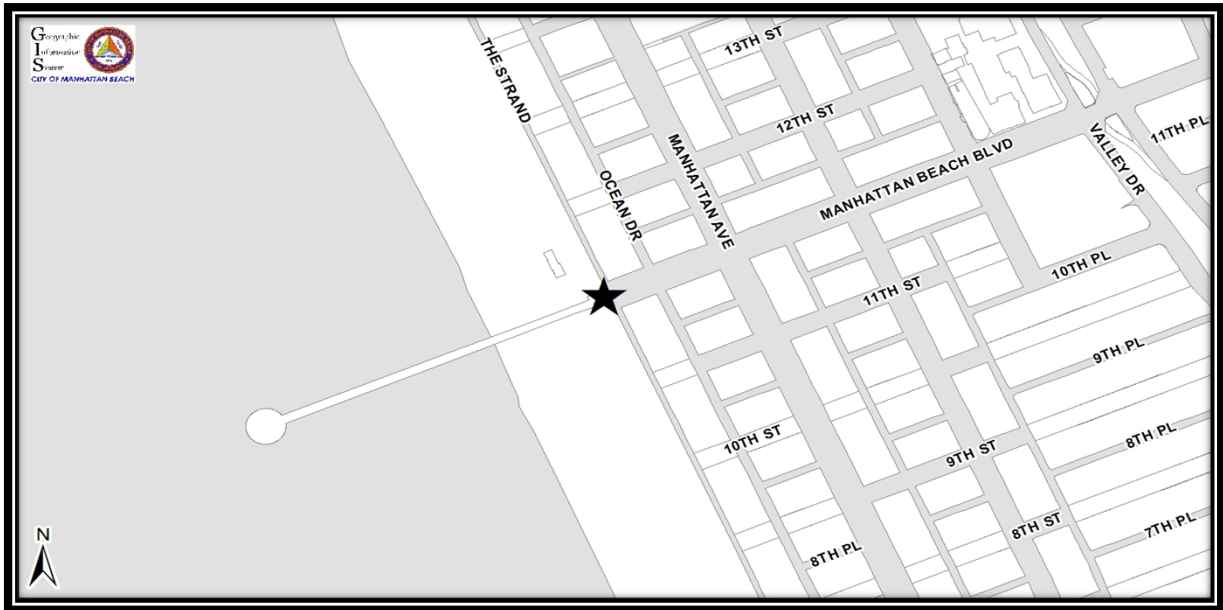 Geographic
Information
System
CITY OF MANHATTAN BEACH
THE STRAND
13TH ST
12TH ST
MANHATTAN AVE
OCEAN DR
MANHATTAN BEACH BLVD
VALLEY DR
11TH PL
10TH PL
11TH ST
9TH PL
10TH ST
9TH ST
8TH PL
8TH PL
8TH ST
7TH PL
N